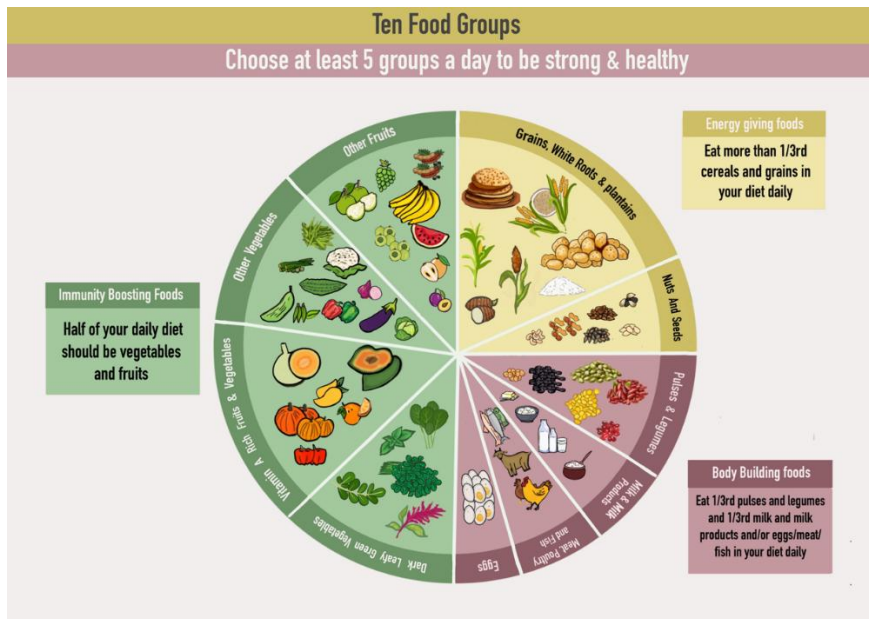 Ten Food Groups
Choose at least 5 groups a day to be strong & healthy
Energy giving foods
Eat more than 1/3rd
cereals and grains in
your diet daily
Immunity Boosting Foods
Half of your daily diet
should be vegetables
and fruits
Body Building foods
Eat 1/3rd pulses and legumes
and 1/3rd milk and milk
products and/or eggs/meat/
fish in your diet daily
Grains, White Roots & plantains
Nuts And Seeds
Pulses & Legumes
Milk & Milk
Products
Meat, Poultry
and Fish
Eggs
Dark Leafy Green Vegetables
Vitamin A Rich Fruits & Vegetables
Other Vegetables
Other Fruits